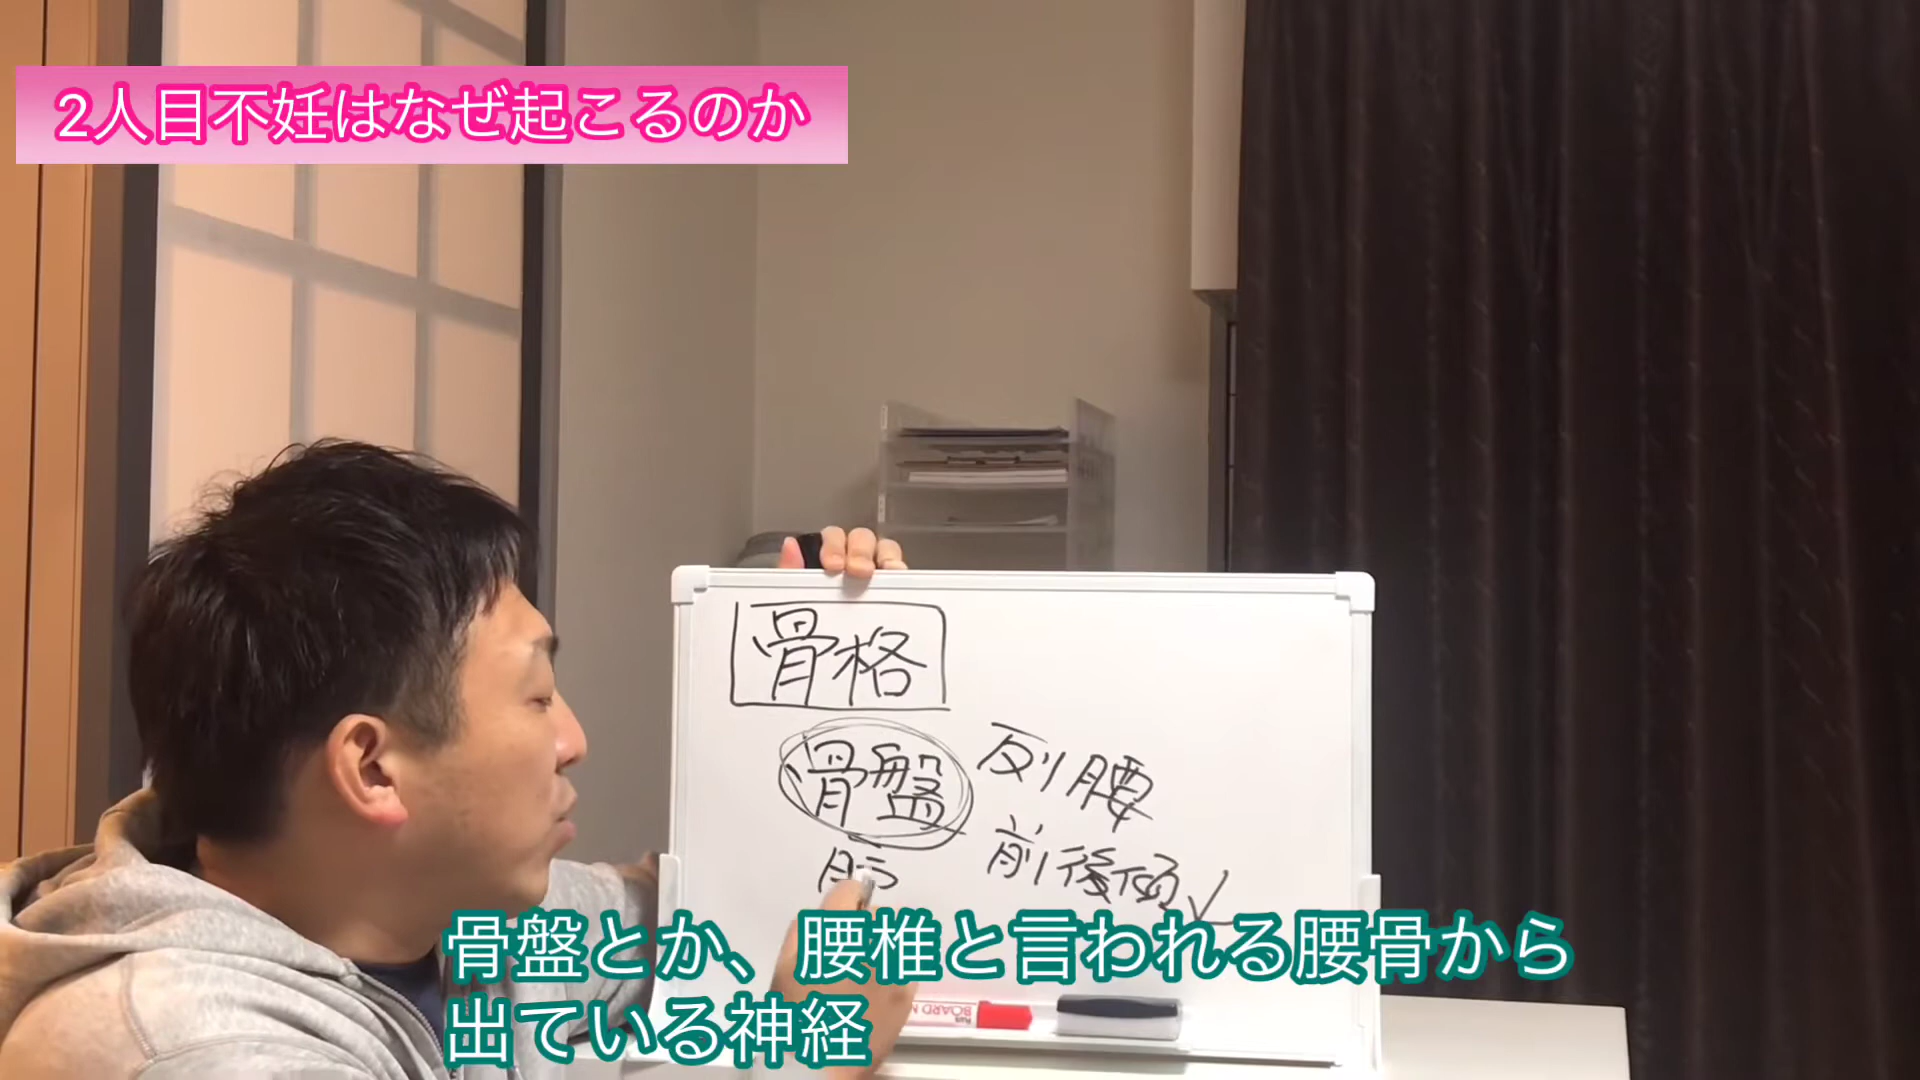 2人目不妊はなぜ起こるのか
骨格
骨盤
反り腰
前後傾
骨盤とか、腰椎と言われる腰骨から
出ている神経
PLUS